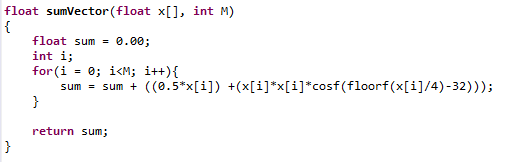 float sumVector(float x[], int M)
{
    float sum = 0.00;
    int i;
    for(i = 0; i<M; i++){
        sum = sum + ((0.5*x[i]) +(x[i]*x[i]*cosf(floorf(x[i]/4)-32)));
    }

    return sum;
}